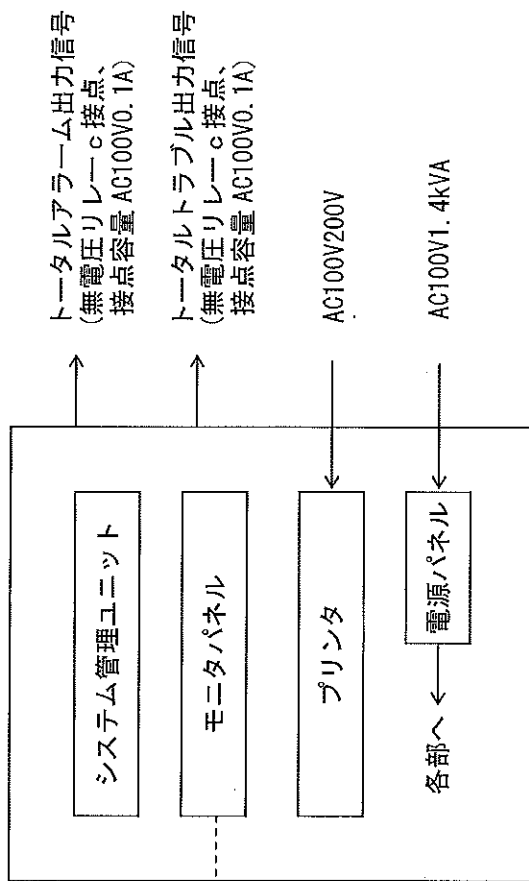 トータルアラーム出力信号
(無電圧リレーc接点、
接点容量 AC100V0.1A)
トータルトラブル出力信号
(無電圧リレーc接点、
接点容量 AC100V0.1A)
AC100V200V
AC100V1.4kVA
システム管理ユニット
モニタパネル
プリンタ
電源パネル
各部へ